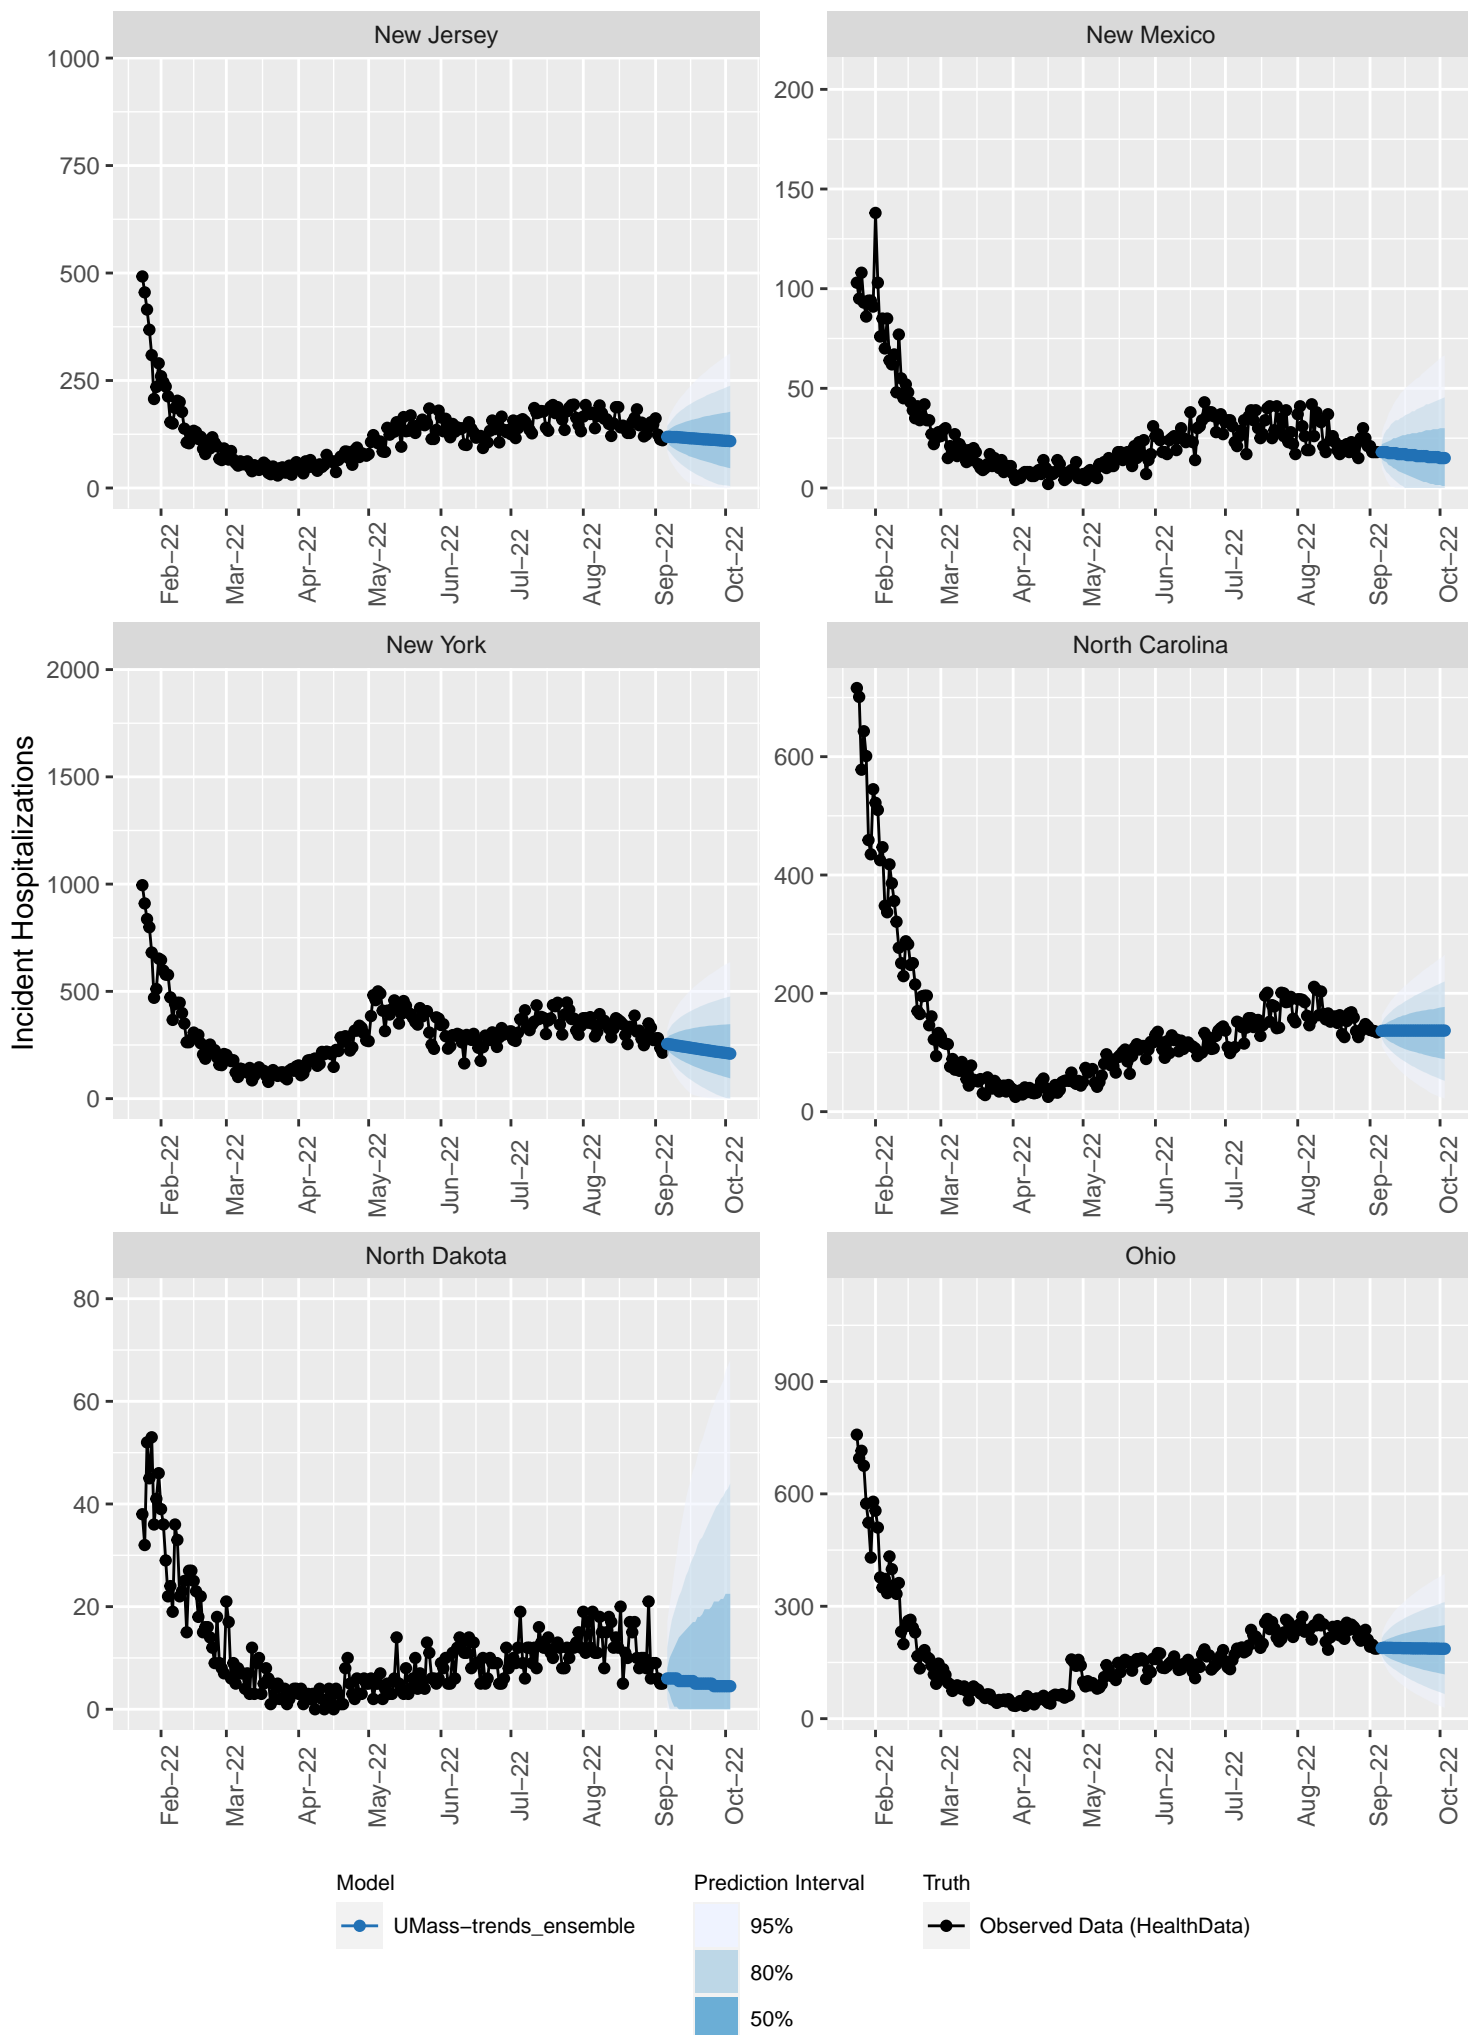 New Jersey
New Mexico
1000
750
500
250
0
200
150
100
50
0
Feb−22 Mar−22 Apr−22 May−22 Jun−22 Jul−22 Aug−22 Sep−22 Oct−22
Feb−22 Mar−22 Apr−22 May−22 Jun−22 Jul−22 Aug−22 Sep−22 Oct−22
Incident Hospitalizations
New York
North Carolina
2000
1500
1000
500
0
600
400
200
0
Feb−22 Mar−22 Apr−22 May−22 Jun−22 Jul−22 Aug−22 Sep−22 Oct−22
Feb−22 Mar−22 Apr−22 May−22 Jun−22 Jul−22 Aug−22 Sep−22 Oct−22
North Dakota
Ohio
80
60
40
20
0
900
600
300
0
Feb−22 Mar−22 Apr−22 May−22 Jun−22 Jul−22 Aug−22 Sep−22 Oct−22
Feb−22 Mar−22 Apr−22 May−22 Jun−22 Jul−22 Aug−22 Sep−22 Oct−22
Model
UMass−trends_ensemble
Prediction Interval
95%
80%
50%
Truth
Observed Data (HealthData)